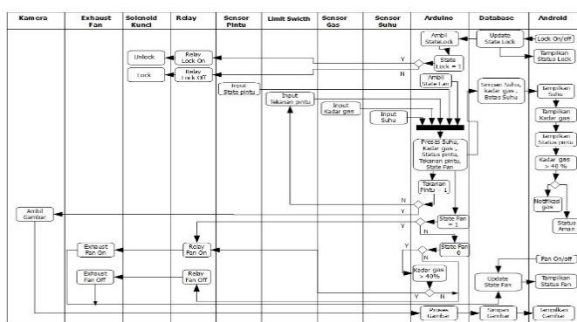 Kamera
Exhaust
Fan
Solenoid
Kunci
Relay
Sensor
Pintu
Limit Swicth
Sensor
Gas
Sensor
Suhu
Arduino
Database
Android
Ambil
StateLock
Update
State Lock
Lock On/off
Tampilkan
Status Lock
Unlock
Relay
Lock On
State
Lock = 1
Y
N
Lock
Relay
Lock Off
Ambil
State Fan
Input
State pintu
Input
Tekanan pintu
Input
Kadar gas
Input
Suhu
Simpan Suhu,
kadar gas,
Batas Suhu
Tampilkan
Suhu
Tampilkan
Kadar gas
Proses Suhu,
Kadar gas ,
Status pintu,
Tekanan pintu,
State Fan
Tampilkan
Status pintu
Kadar gas
> 40 %
Tekanan
Pintu = 1
Notifikasi
gas
Status
Aman
Ambil
Gambar
Y
N
State Fan
= 1
Y
N
State Fan
0
Exhaust
Fan On
Relay
Fan On
Y
N
Fan On/off
Exhaust
Fan Off
Relay
Fan Off
Kadar gas
> 40%
Update
State Fan
Tampilkan
Status Fan
Y
N
Proses
Gambar
Simpan
Gambar
Tampilkan
Gambar